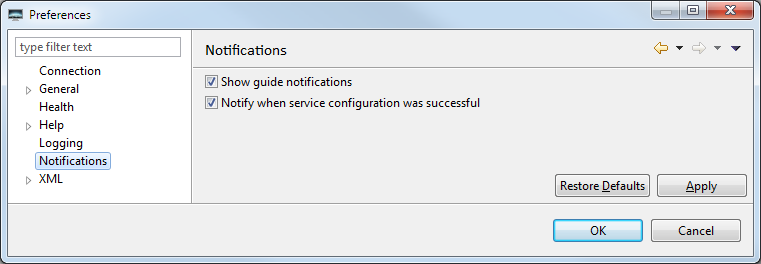 Preferences
type filter text
Connection
General
Health
Help
Logging
Notifications
XML
Notifications
Show guide notifications
Notify when service configuration was successful
Restore Defaults
Apply
OK
Cancel